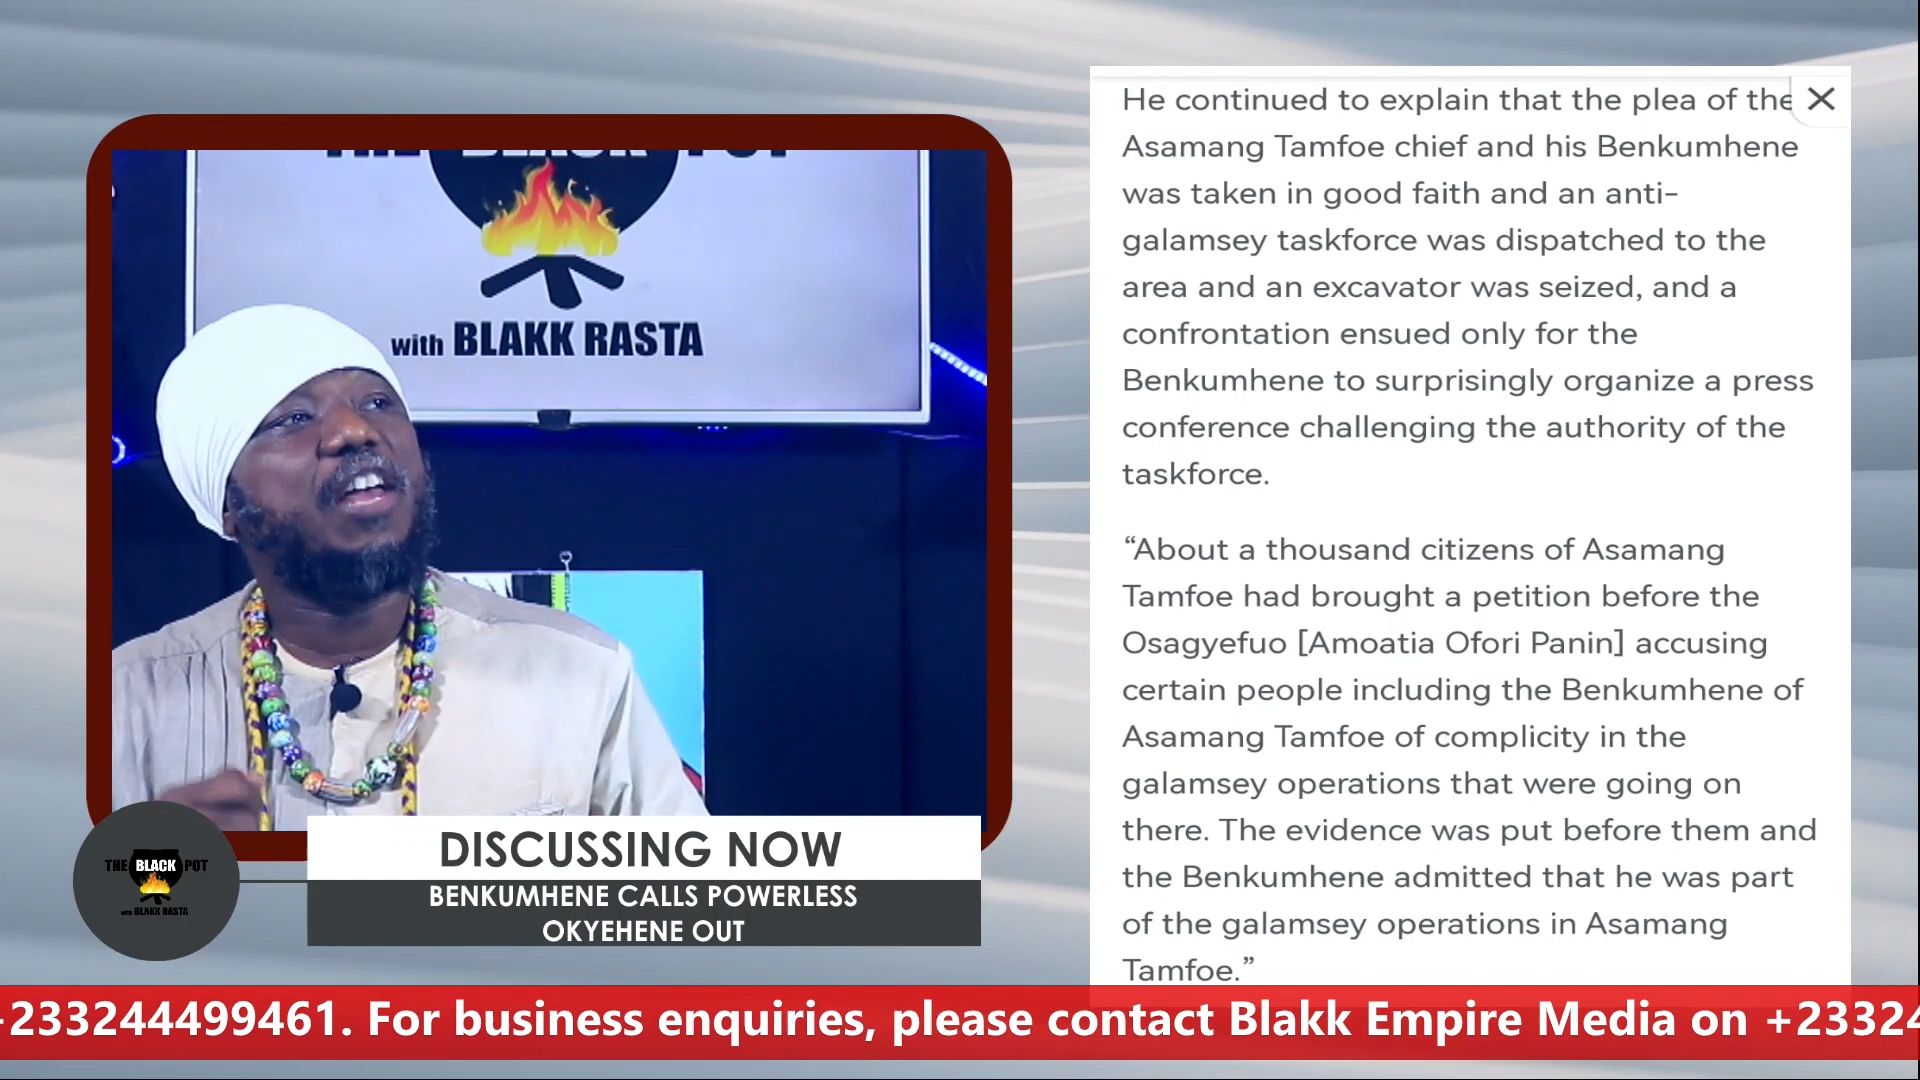 THE BLACK POT
with BLAKK RASTA
He continued to explain that the plea of the
Asamang Tamfoe chief and his Benkumhene
was taken in good faith and an anti-
galamsey taskforce was dispatched to the
area and an excavator was seized, and a
confrontation ensued only for the
Benkumhene to surprisingly organize a press
conference challenging the authority of the
taskforce.
“About a thousand citizens of Asamang
Tamfoe had brought a petition before the
Osagyefuo [Amoatia Ofori Panin] accusing
certain people including the Benkumhene of
Asamang Tamfoe of complicity in the
galamsey operations that were going on
there. The evidence was put before them and
the Benkumhene admitted that he was part
of the galamsey operations in Asamang
Tamfoe.”
THE BLACK POT
with BLAKK RASTA
DISCUSSING NOW
BENKUMHENE CALLS POWERLESS
OKYEHENE OUT
+233244499461. For business enquiries, please contact Blakk Empire Media on +23324